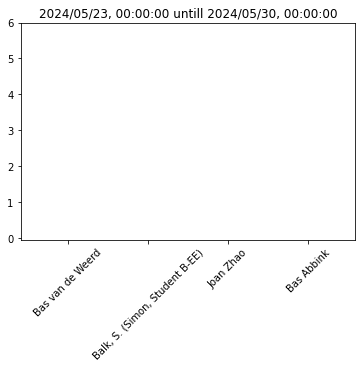 2024/05/23, 00:00:00 untill 2024/05/30, 00:00:00
6
5
4
3
2
1
0
Bas van de Weerd
Balk, S. (Simon, Student B-EE)
Joan Zhao
Bas Abbink